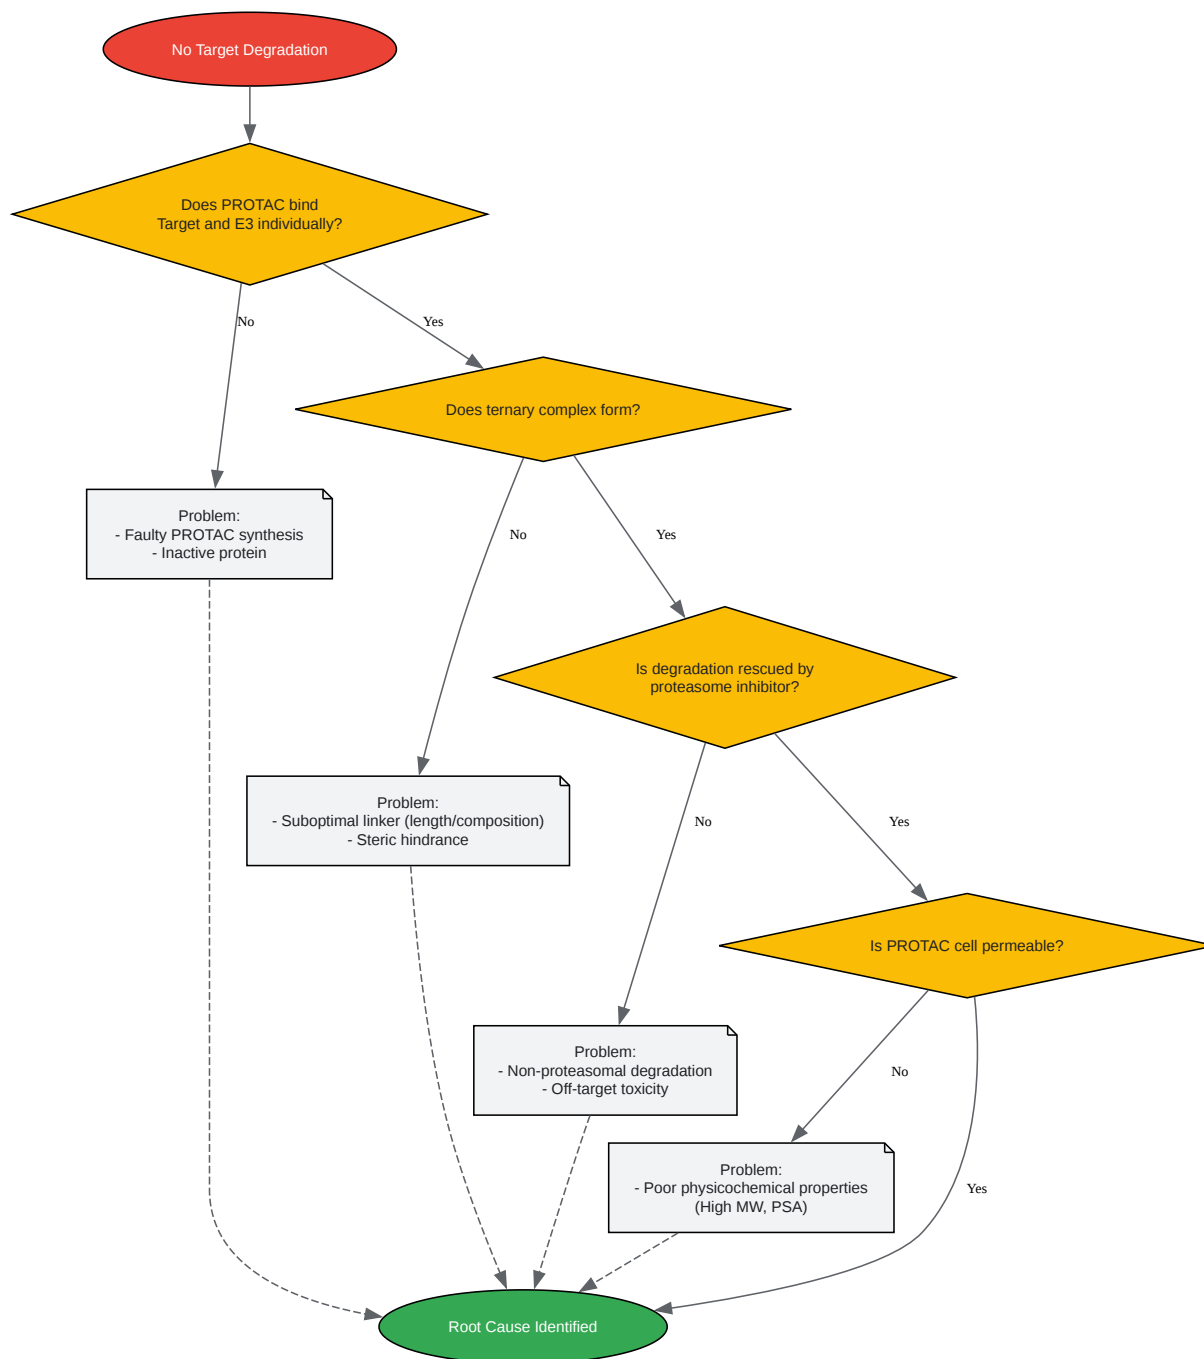 No Target Degradation
Does PROTAC bind
Target and E3 individually?
No
Yes
Does ternary complex form?
Problem:
- Faulty PROTAC synthesis
- Inactive protein
No
Yes
Is degradation rescued by
proteasome inhibitor?
Problem:
- Suboptimal linker (length/composition)
- Steric hindrance
No
Yes
Is PROTAC cell permeable?
Problem:
- Non-proteasomal degradation
- Off-target toxicity
No
Problem:
- Poor physicochemical properties
(High MW, PSA)
Yes
Root Cause Identified